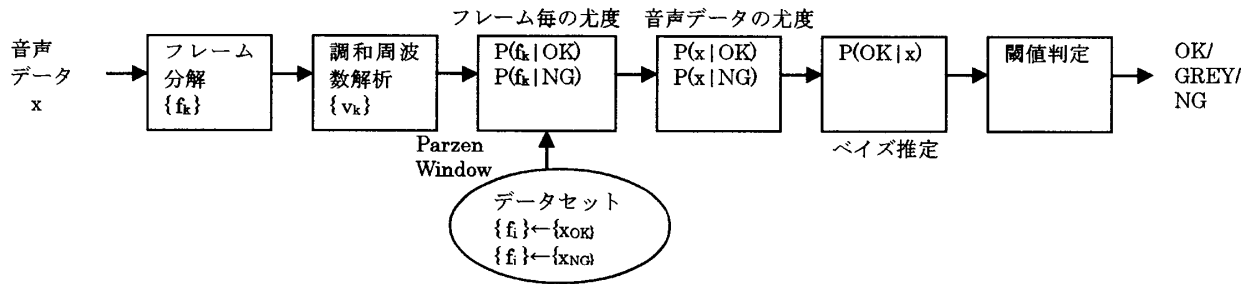 フレーム毎の尤度
音声データの尤度
音声
データ
x
フレーム
分解
{fk}
調和周波
数解析
{vk}
P(fk|OK)
P(fk|NG)
P(x|OK)
P(x|NG)
P(OK|x)
閾値判定
OK/
GREY/
NG
Parzen
Window
ベイズ推定
データセット
{fi}←{xOK}
{fi}←{xNG}